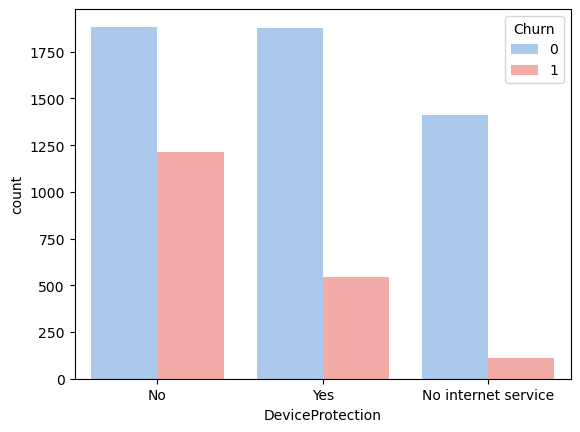 Churn
0
1
1750
1500
1250
1000
750
500
250
0
count
No Yes No internet service
DeviceProtection